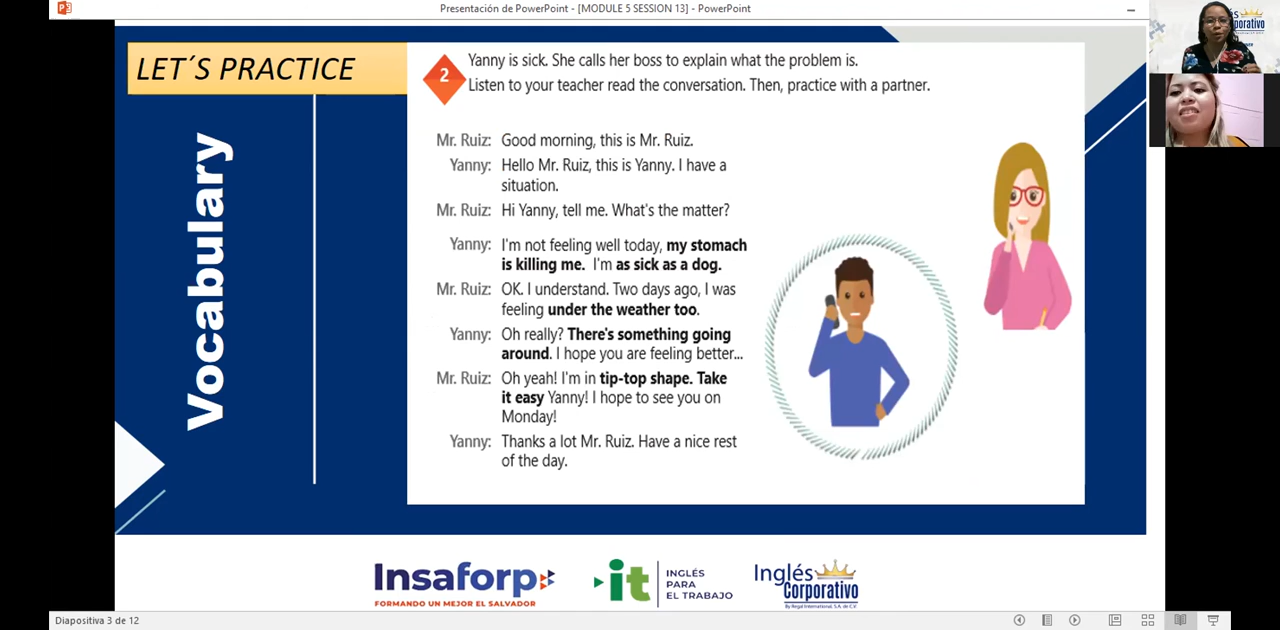 Presentación de PowerPoint - [MODULE 5 SESSION 13] - PowerPoint
LET´S PRACTICE
Vocabulary
2
Yanny is sick. She calls her boss to explain what the problem is.
Listen to your teacher read the conversation. Then, practice with a partner.
Mr. Ruiz: Good morning, this is Mr. Ruiz.
Yanny: Hello Mr. Ruiz, this is Yanny. I have a
situation.
Mr. Ruiz: Hi Yanny, tell me. What's the matter?
Yanny: I'm not feeling well today, my stomach
is killing me. I'm as sick as a dog.
Mr. Ruiz: OK. I understand. Two days ago, I was
feeling under the weather too.
Yanny: Oh really? There's something going
around. I hope you are feeling better...
Mr. Ruiz: Oh yeah! I'm in tip-top shape. Take
it easy Yanny! I hope to see you on
Monday!
Yanny: Thanks a lot Mr. Ruiz. Have a nice rest
of the day.
Insaforp
FORMANDO UN MEJOR EL SALVADOR
it
INGLÉS
PARA
EL TRABAJO
Inglés
Corporativo
By Regal International, S.A. de C.V.
Diapositiva 3 de 12